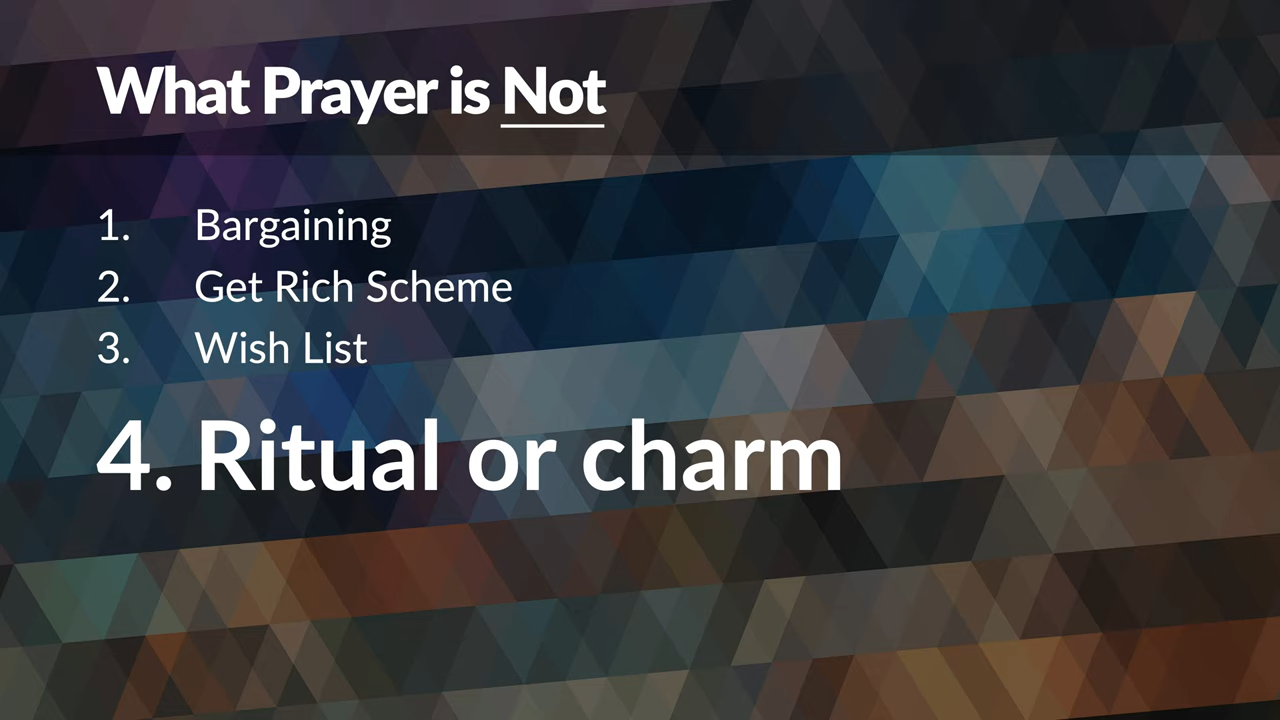 What Prayer is Not
1. Bargaining
2. Get Rich Scheme
3. Wish List
4. Ritual or charm